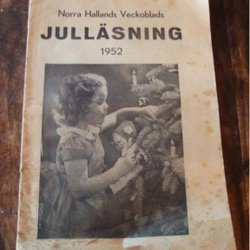 Norra Hallands Veckoblads
JULLÄSNING
1952